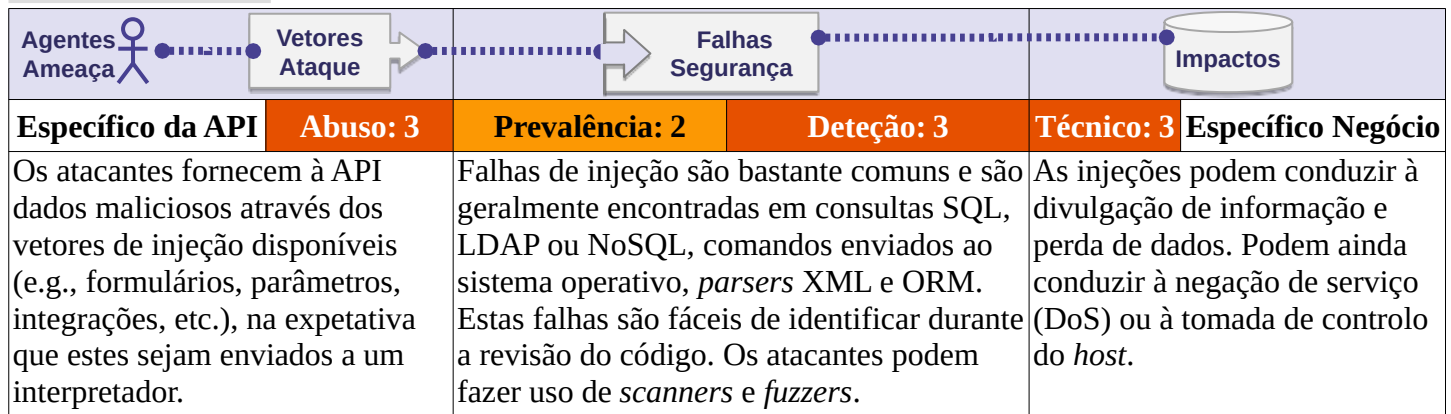 Agentes
Ameaça
Vetores
Ataque
Falhas
Segurança
Impactos
Específico da API
Abuso: 3
Prevalência: 2
Deteção: 3
Técnico: 3
Específico Negócio
Os atacantes fornecem à API
dados maliciosos através dos
vetores de injeção disponíveis
(e.g., formulários, parâmetros,
integrações, etc.), na expetativa
que estes sejam enviados a um
interpretador.
Falhas de injeção são bastante comuns e são
geralmente encontradas em consultas SQL,
LDAP ou NoSQL, comandos enviados ao
sistema operativo, parsers XML e ORM.
Estas falhas são fáceis de identificar durante
a revisão do código. Os atacantes podem
fazer uso de scanners e fuzzers.
As injeções podem conduzir à
divulgação de informação e
perda de dados. Podem ainda
conduzir à negação de serviço
(DoS) ou à tomada de controlo
do host.